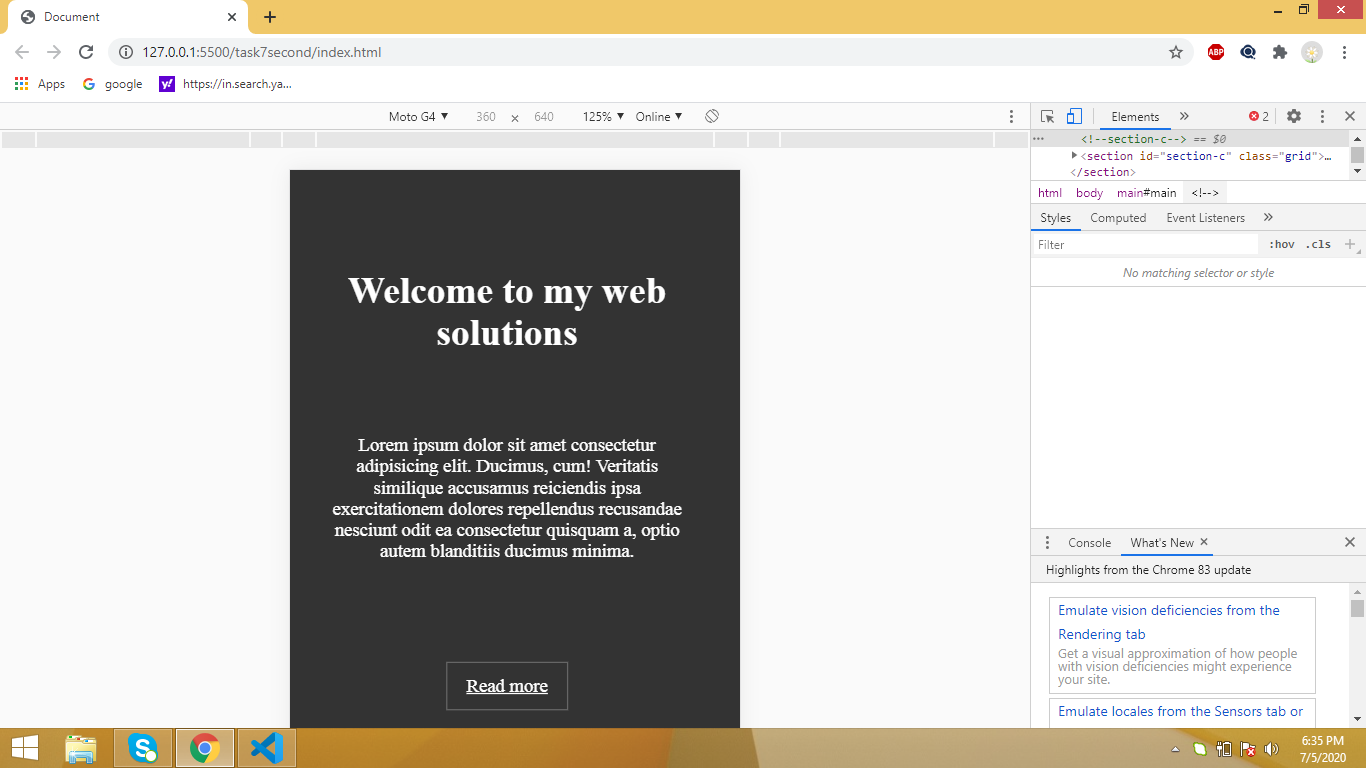 Document
127.0.0.1:5500/task7second/index.html
ABP
Apps google y! https://in.search.ya...
Moto G4 ▼ 360 × 640 125% ▼ Online ▼
Elements » 2
<!--section-c--> == $0
<section id="section-c" class="grid">…
</section>
html body main#main <!-->
Styles Computed Event Listeners »
Filter :hov .cls +
No matching selector or style
Welcome to my web
solutions
Lorem ipsum dolor sit amet consectetur
adipisicing elit. Ducimus, cum! Veritatis
similique accusamus reiciendis ipsa
exercitationem dolores repellendus recusandae
nesciunt odit ea consectetur quisquam a, optio
autem blanditiis ducimus minima.
Read more
Console What's New ×
Highlights from the Chrome 83 update
Emulate vision deficiencies from the
Rendering tab
Get a visual approximation of how people
with vision deficiencies might experience
your site.
Emulate locales from the Sensors tab or
6:35 PM
7/5/2020